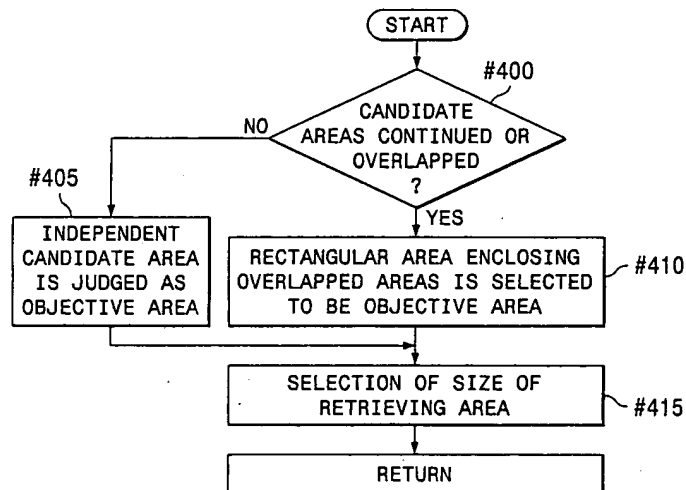 START
#400
CANDIDATE
AREAS CONTINUED OR
OVERLAPPED
?
NO
YES
#405
INDEPENDENT
CANDIDATE AREA
IS JUDGED AS
OBJECTIVE AREA
RECTANGULAR AREA ENCLOSING
OVERLAPPED AREAS IS SELECTED
TO BE OBJECTIVE AREA
#410
SELECTION OF SIZE OF
RETRIEVING AREA
#415
RETURN